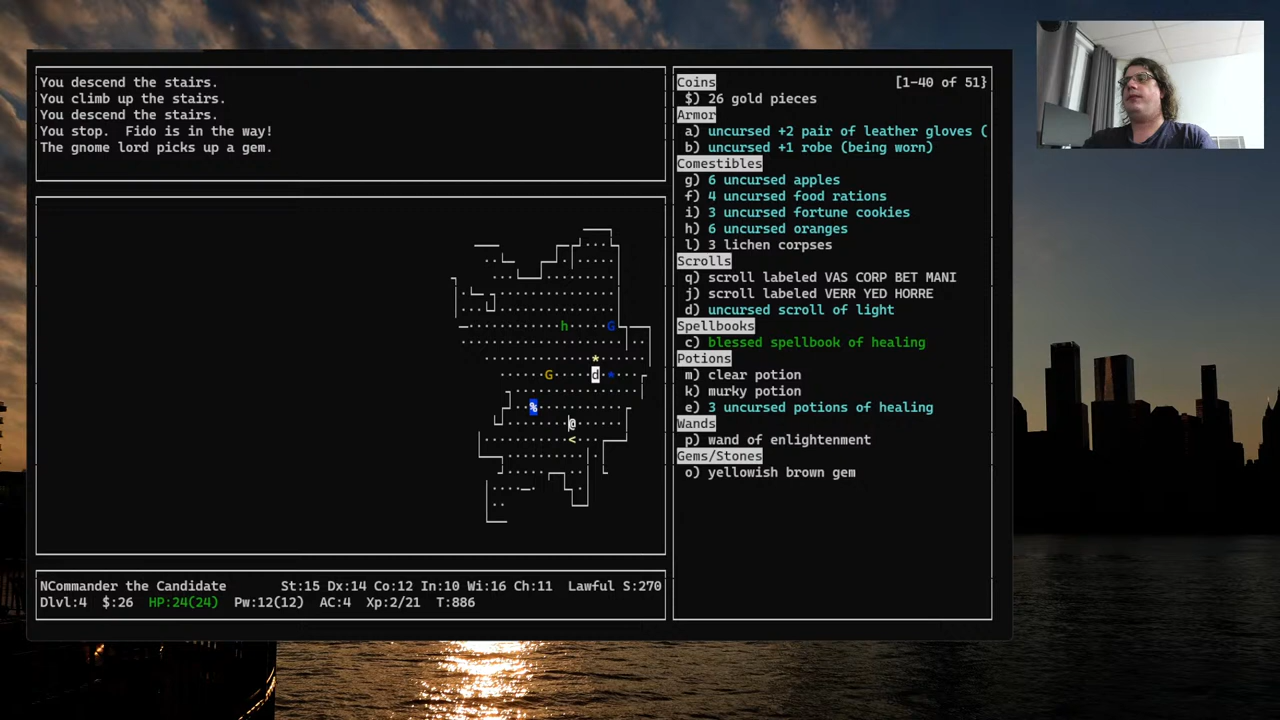 You descend the stairs.
You climb up the stairs.
You descend the stairs.
You stop.  Fido is in the way!
The gnome lord picks up a gem.
Coins [1-40 of 51}
$) 26 gold pieces
Armor
a) uncursed +2 pair of leather gloves (
b) uncursed +1 robe (being worn)
Comestibles
g) 6 uncursed apples
f) 4 uncursed food rations
i) 3 uncursed fortune cookies
h) 6 uncursed oranges
l) 3 lichen corpses
Scrolls
q) scroll labeled VAS CORP BET MANI
j) scroll labeled VERR YED HORRE
d) uncursed scroll of light
Spellbooks
c) blessed spellbook of healing
Potions
m) clear potion
k) murky potion
e) 3 uncursed potions of healing
Wands
p) wand of enlightenment
Gems/Stones
o) yellowish brown gem
h G
*
G d *
%
@
<
NCommander the Candidate St:15 Dx:14 Co:12 In:10 Wi:16 Ch:11 Lawful S:270
Dlvl:4 $:26 HP:24(24) Pw:12(12) AC:4 Xp:2/21 T:886